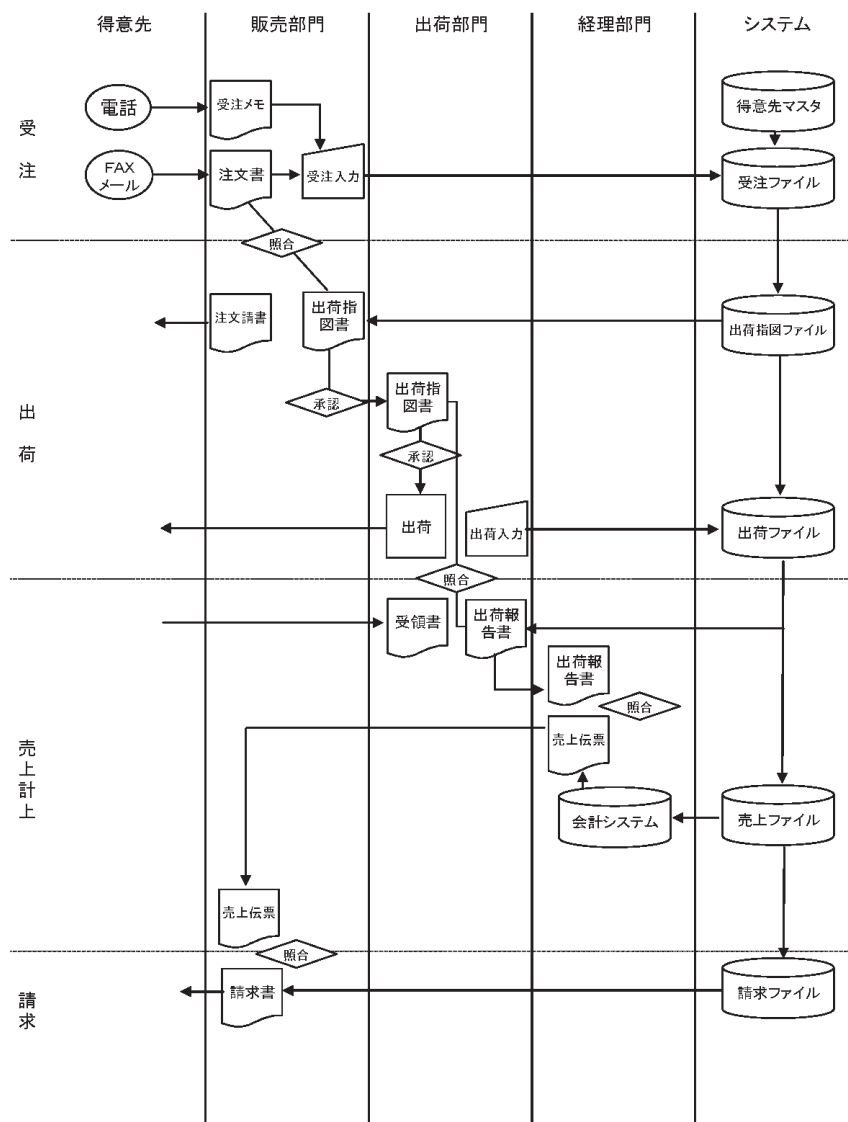 得意先
販売部門
出荷部門
経理部門
システム
受
注
電話
受注メモ
得意先マスタ
FAX
メール
注文書
受注入力
受注ファイル
照合
出
荷
注文請書
出荷指
図書
出荷指図ファイル
承認
出荷指
図書
承認
出荷
出荷入力
出荷ファイル
照合
売
上
計
上
受領書
出荷報
告書
出荷報
告書
照合
売上伝票
会計システム
売上ファイル
売上伝票
照合
請
求
請求書
請求ファイル